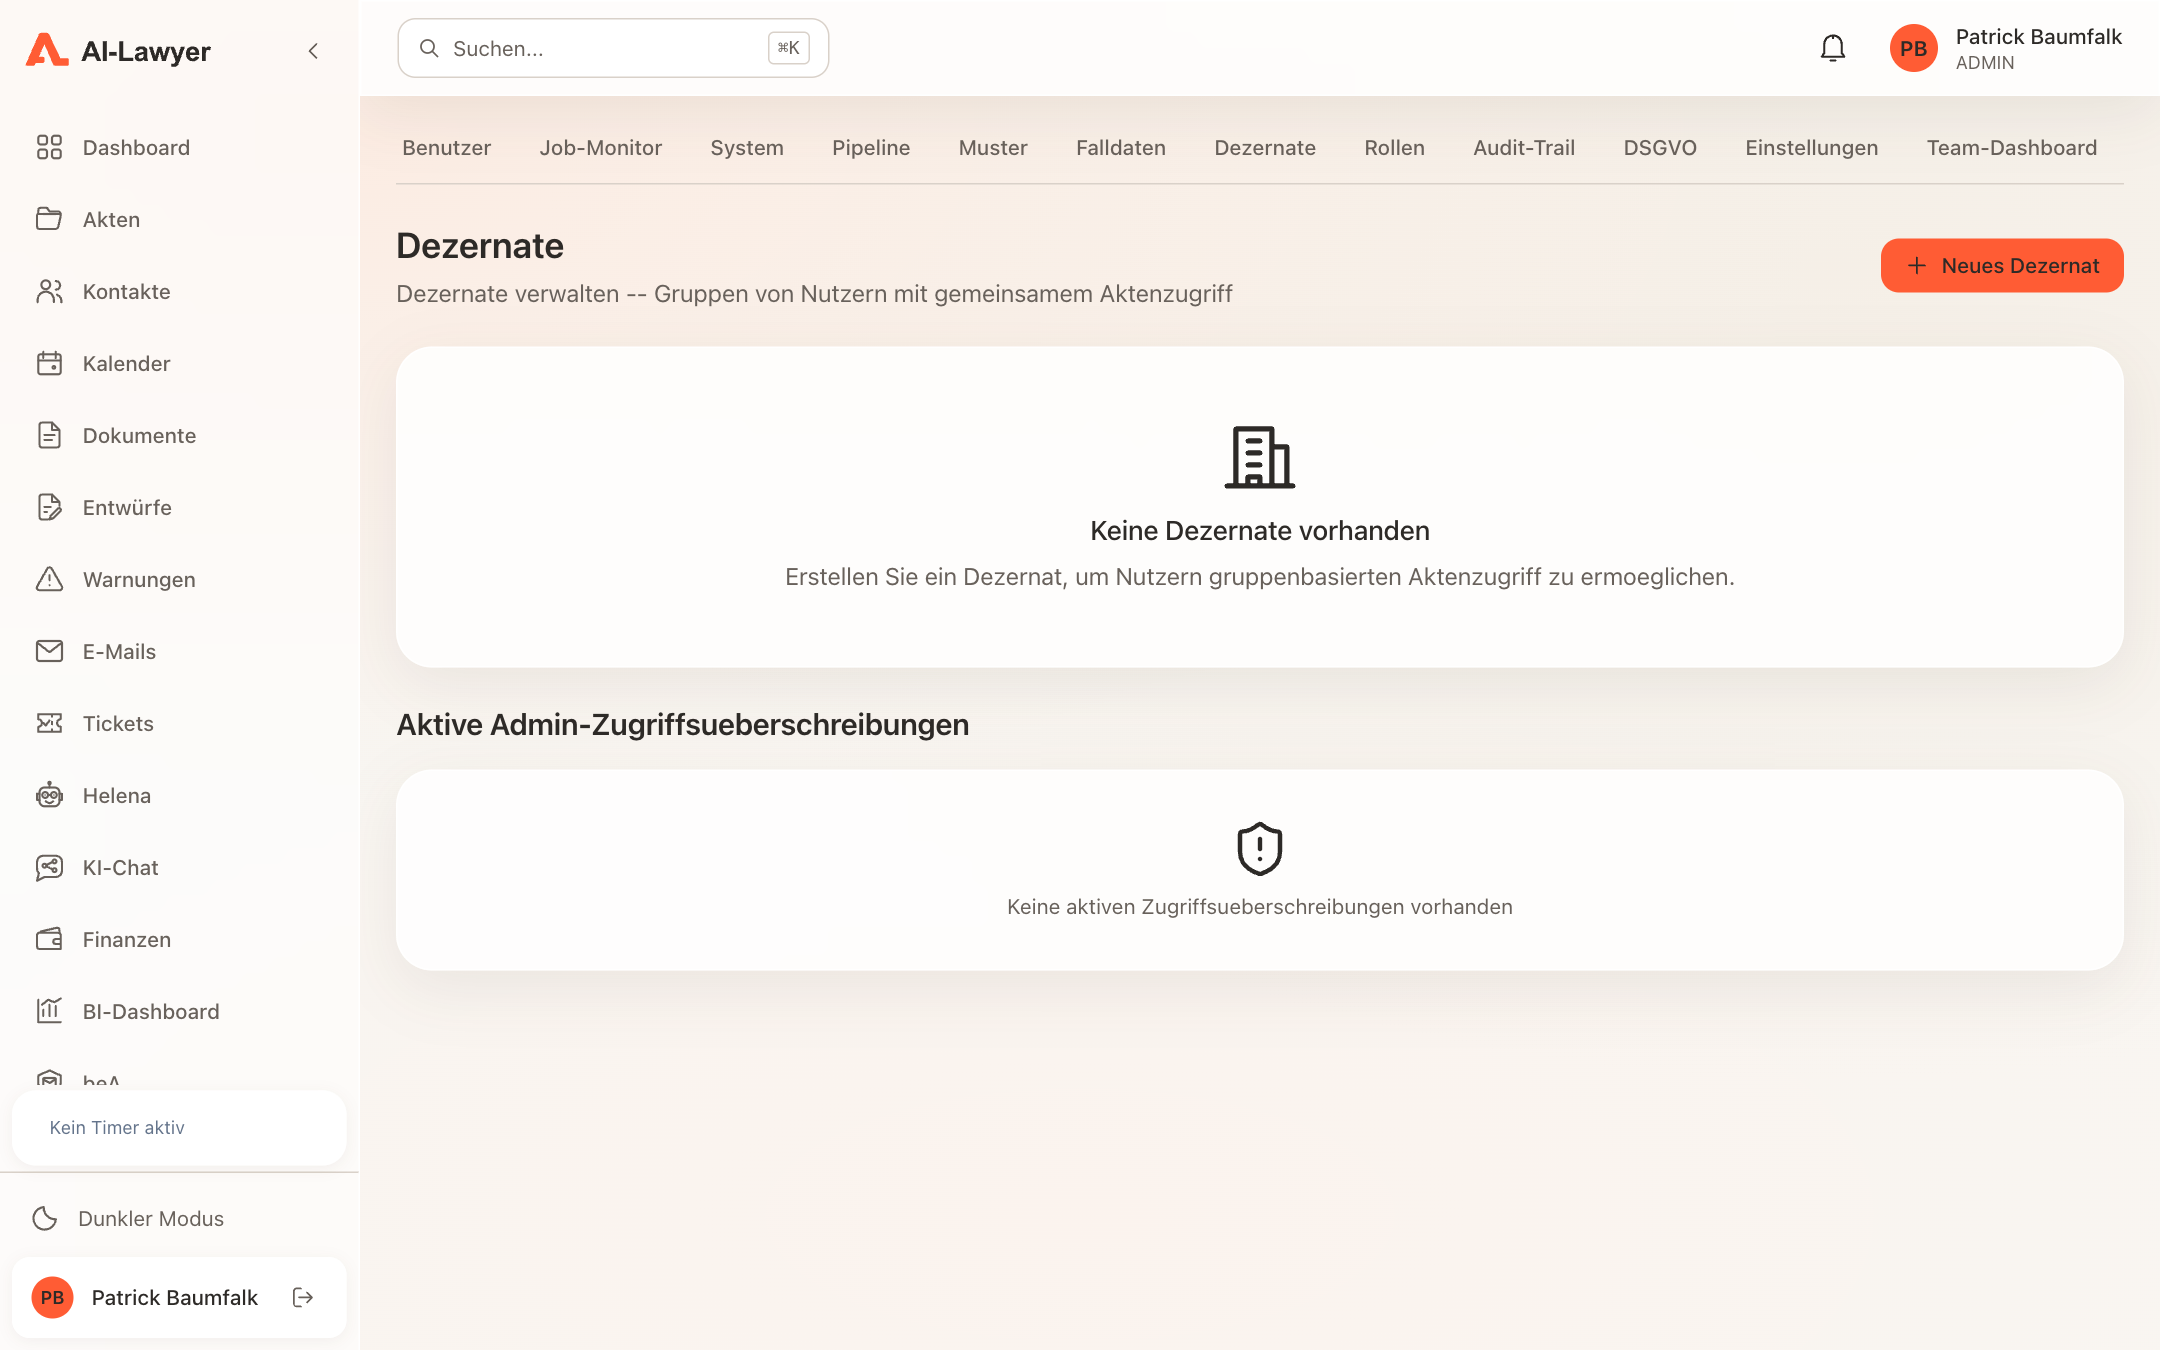 AI-Lawyer
Suchen...
⌘K
PB
Patrick Baumfalk
ADMIN
Dashboard
Akten
Kontakte
Kalender
Dokumente
Entwürfe
Warnungen
E-Mails
Tickets
Helena
KI-Chat
Finanzen
BI-Dashboard
beA
Kein Timer aktiv
Dunkler Modus
PB
Patrick Baumfalk
Benutzer
Job-Monitor
System
Pipeline
Muster
Falldaten
Dezernate
Rollen
Audit-Trail
DSGVO
Einstellungen
Team-Dashboard
Dezernate
Dezernate verwalten -- Gruppen von Nutzern mit gemeinsamem Aktenzugriff
Neues Dezernat
Keine Dezernate vorhanden
Erstellen Sie ein Dezernat, um Nutzern gruppenbasierten Aktenzugriff zu ermoeglichen.
Aktive Admin-Zugriffsueberschreibungen
Keine aktiven Zugriffsueberschreibungen vorhanden